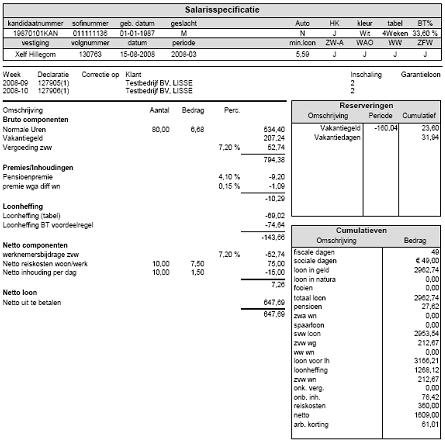 Salarisspecificatie
kandidaatnummer sofinummer geb. datum geslacht Auto HK kleur tabel BT%
19870101KAN 011111136 01-01-1987 M N J Wit 4Weken 33,60 %
vestiging volgnummer datum periode min.loon ZW-A WAO WW ZFW
Xelf Hillegom 130763 15-08-2008 2008-03 5,59 J J J J
Week Declaratie Correctie op Klant Inschaling Garantieloon
2008-09 127905(1) Testbedrijf BV, LISSE 2
2008-10 127906(1) Testbedrijf BV, LISSE 2
Omschrijving Aantal Bedrag Perc.
Bruto componenten
Normale Uren 80,00 6,68 534,40
Vakantiegeld 207,24
Vergoeding zvw 7,20 % 52,74
794,38
Premies/Inhoudingen
Pensioenpremie 4,10 % -9,20
premie wga diff wn 0,15 % -1,09
-10,29
Loonheffing
Loonheffing (tabel) -69,02
Loonheffing BT voordeelregel -74,64
-143,66
Netto componenten
werknemersbijdrage zvw 7,20 % -52,74
Netto reiskosten woon/werk 10,00 7,50 75,00
Netto inhouding per dag 10,00 1,50 -15,00
7,26
Netto loon
Netto uit te betalen 647,69
647,69
Reserveringen
Omschrijving Periode Cumulatief
Vakantiegeld -160,04 23,60
Vakantiedagen 31,94
Cumulatieven
Omschrijving Bedrag
fiscale dagen 49
sociale dagen € 49,00
loon in geld 2962,74
loon in natura 0,00
fooien 0,00
totaal loon 2962,74
pensioen 27,62
zwa wn 0,00
spaarloon 0,00
svw loon 2953,54
zvw wg 212,67
ww wn 0,00
loon voor lh 3166,21
loonheffing 1268,12
zvw wn 212,67
onk. verg. 0,00
onb. inh. 76,42
reiskosten 360,00
netto 1609,00
arb. korting 61,01